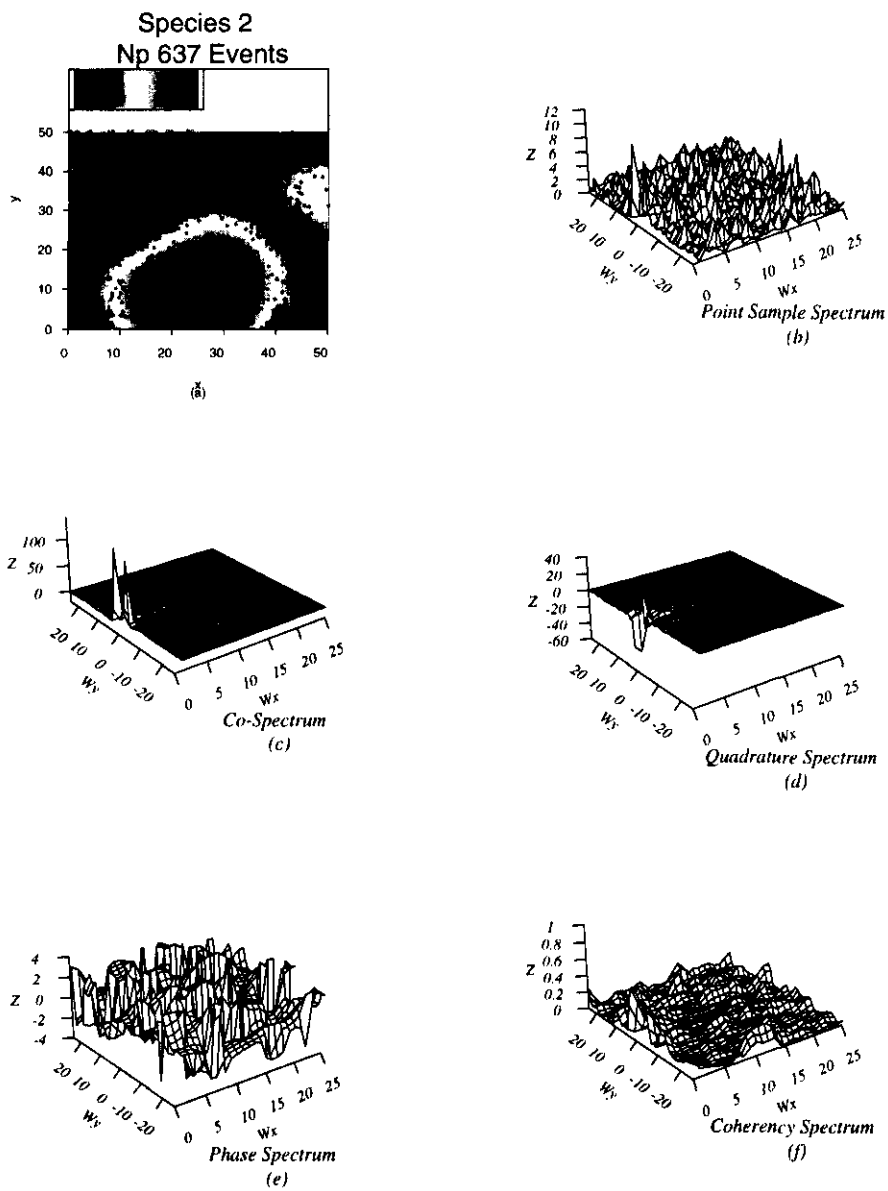 Species 2
Np 637 Events
50
40
30
20
10
0
y
0 10 20 30 40 50
x
(a)
12
10
8
6
4
2
0
Z
20 10 0 -10 -20
Wy
0 5 10 15 20 25
Wx
Point Sample Spectrum
(b)
100
50
0
Z
20 10 0 -10 -20
Wy
0 5 10 15 20 25
Wx
Co-Spectrum
(c)
40
20
0
-20
-40
-60
Z
20 10 0 -10 -20
Wy
0 5 10 15 20 25
Wx
Quadrature Spectrum
(d)
4
2
0
-2
-4
Z
20 10 0 -10 -20
Wy
0 5 10 15 20 25
Wx
Phase Spectrum
(e)
1
0.8
0.6
0.4
0.2
0
Z
20 10 0 -10 -20
Wy
0 5 10 15 20 25
Wx
Coherency Spectrum
(f)